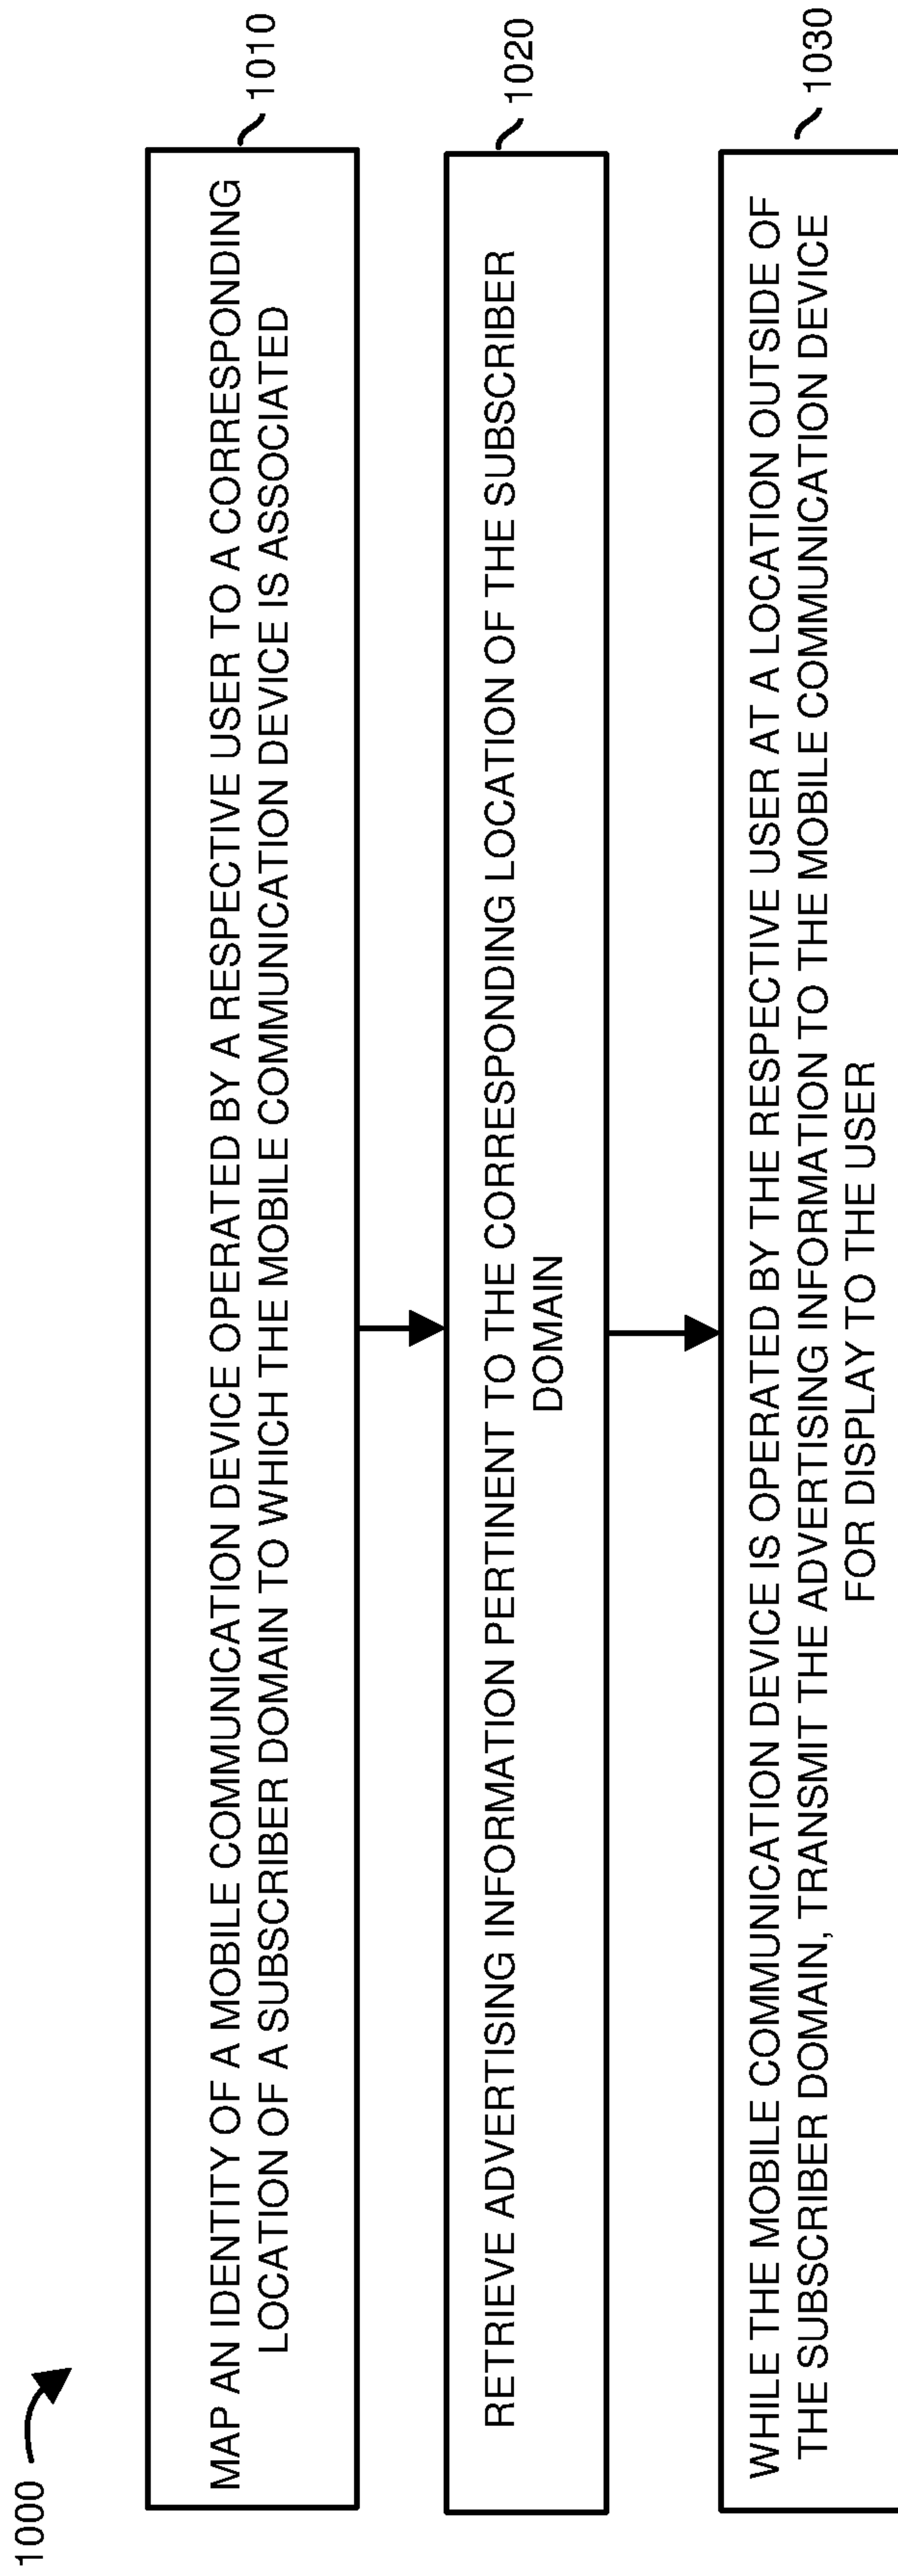 1000
MAP AN IDENTITY OF A MOBILE COMMUNICATION DEVICE OPERATED BY A RESPECTIVE USER TO A CORRESPONDING
LOCATION OF A SUBSCRIBER DOMAIN TO WHICH THE MOBILE COMMUNICATION DEVICE IS ASSOCIATED
1010
RETRIEVE ADVERTISING INFORMATION PERTINENT TO THE CORRESPONDING LOCATION OF THE SUBSCRIBER
DOMAIN
1020
WHILE THE MOBILE COMMUNICATION DEVICE IS OPERATED BY THE RESPECTIVE USER AT A LOCATION OUTSIDE OF
THE SUBSCRIBER DOMAIN, TRANSMIT THE ADVERTISING INFORMATION TO THE MOBILE COMMUNICATION DEVICE
FOR DISPLAY TO THE USER
1030